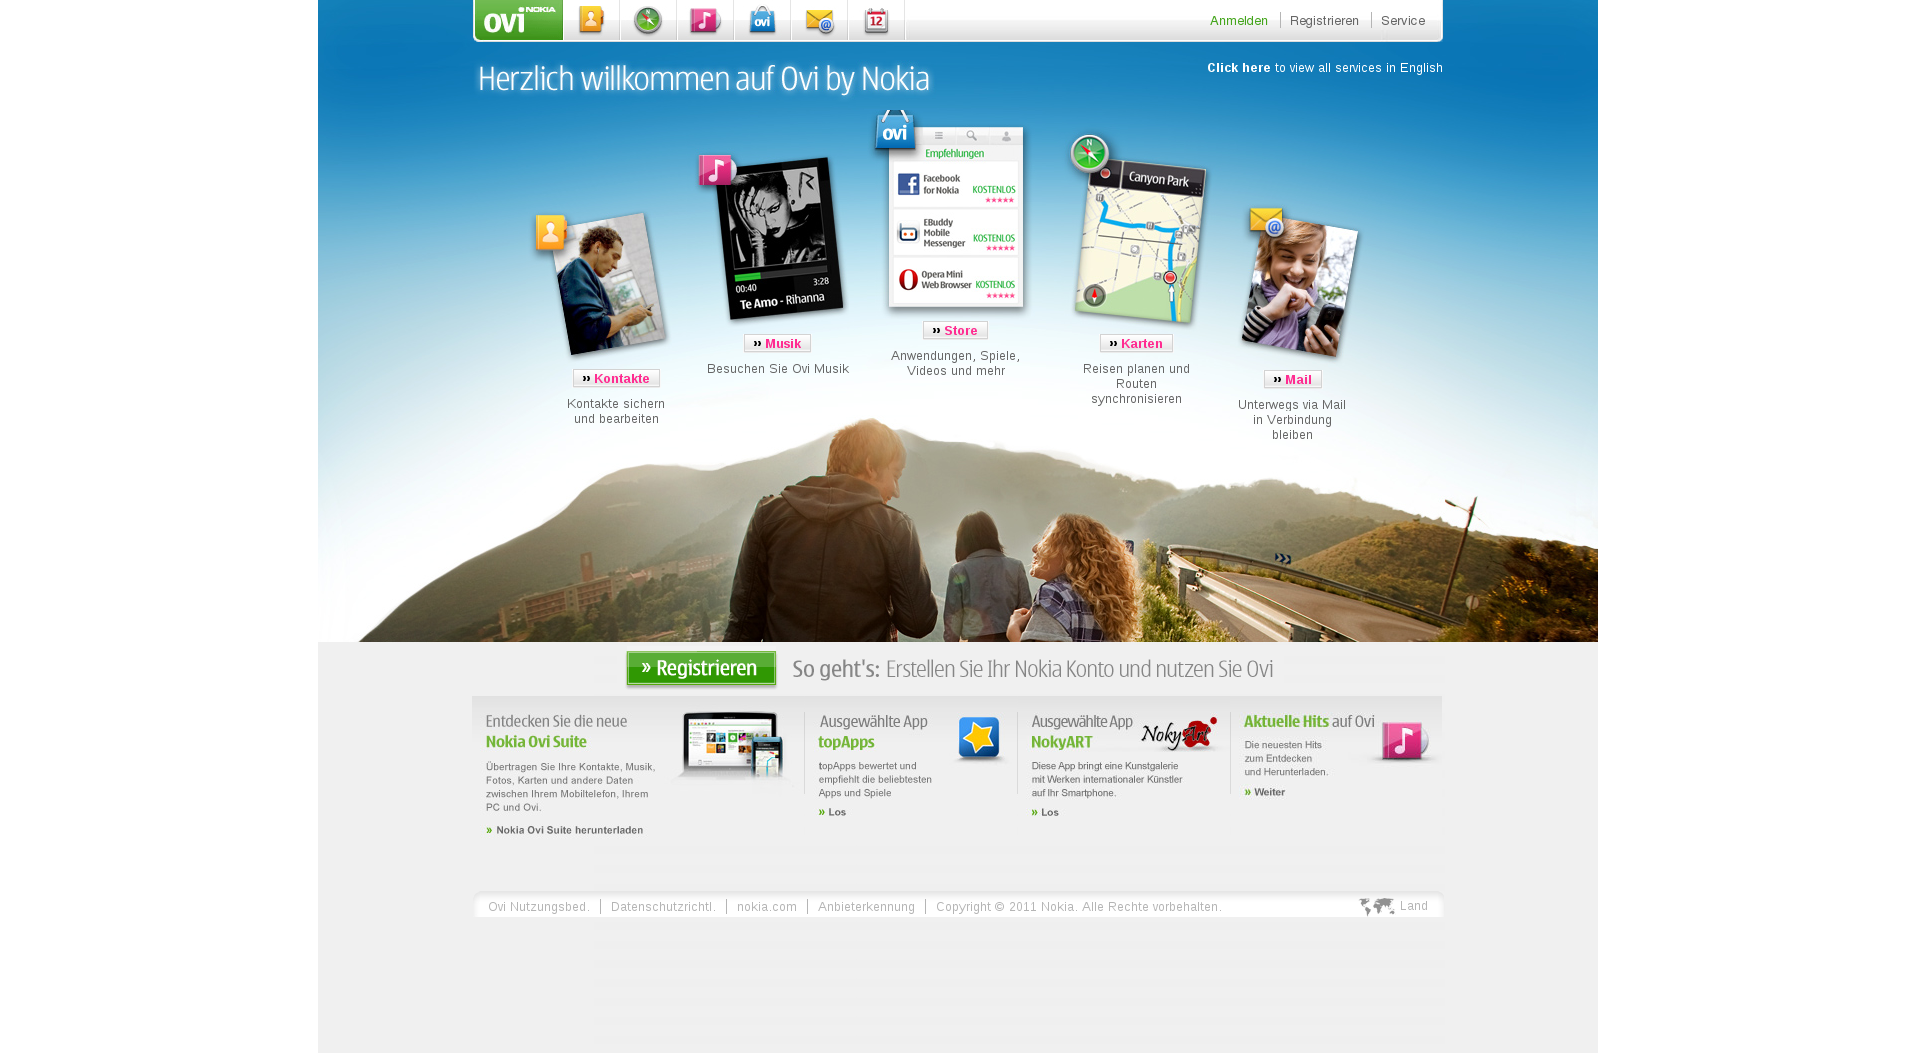 ovi NOKIA
12
Anmelden
Registrieren
Service
Herzlich willkommen auf Ovi by Nokia
Click here to view all services in English
ovi
Empfehlungen
Facebook
for Nokia
KOSTENLOS
EBuddy
Mobile
Messenger
KOSTENLOS
Opera Mini
Web Browser
KOSTENLOS
00:40
3:28
Te Amo - Rihanna
N
Canyon Park
@
›› Kontakte
Kontakte sichern
und bearbeiten
›› Musik
Besuchen Sie Ovi Musik
›› Store
Anwendungen, Spiele,
Videos und mehr
›› Karten
Reisen planen und
Routen
synchronisieren
›› Mail
Unterwegs via Mail
in Verbindung
bleiben
» Registrieren
So geht's: Erstellen Sie Ihr Nokia Konto und nutzen Sie Ovi
Entdecken Sie die neue
Nokia Ovi Suite
Übertragen Sie Ihre Kontakte, Musik,
Fotos, Karten und andere Daten
zwischen Ihrem Mobiltelefon, Ihrem
PC und Ovi.
» Nokia Ovi Suite herunterladen
Ausgewählte App
topApps
topApps bewertet und
empfiehlt die beliebtesten
Apps und Spiele
» Los
Ausgewählte App
NokyART
NokysArt
Diese App bringt eine Kunstgalerie
mit Werken internationaler Künstler
auf Ihr Smartphone.
» Los
Aktuelle Hits auf Ovi
Die neuesten Hits
zum Entdecken
und Herunterladen.
» Weiter
Ovi Nutzungsbed.
Datenschutzrichtl.
nokia.com
Anbieterkennung
Copyright © 2011 Nokia. Alle Rechte vorbehalten.
Land